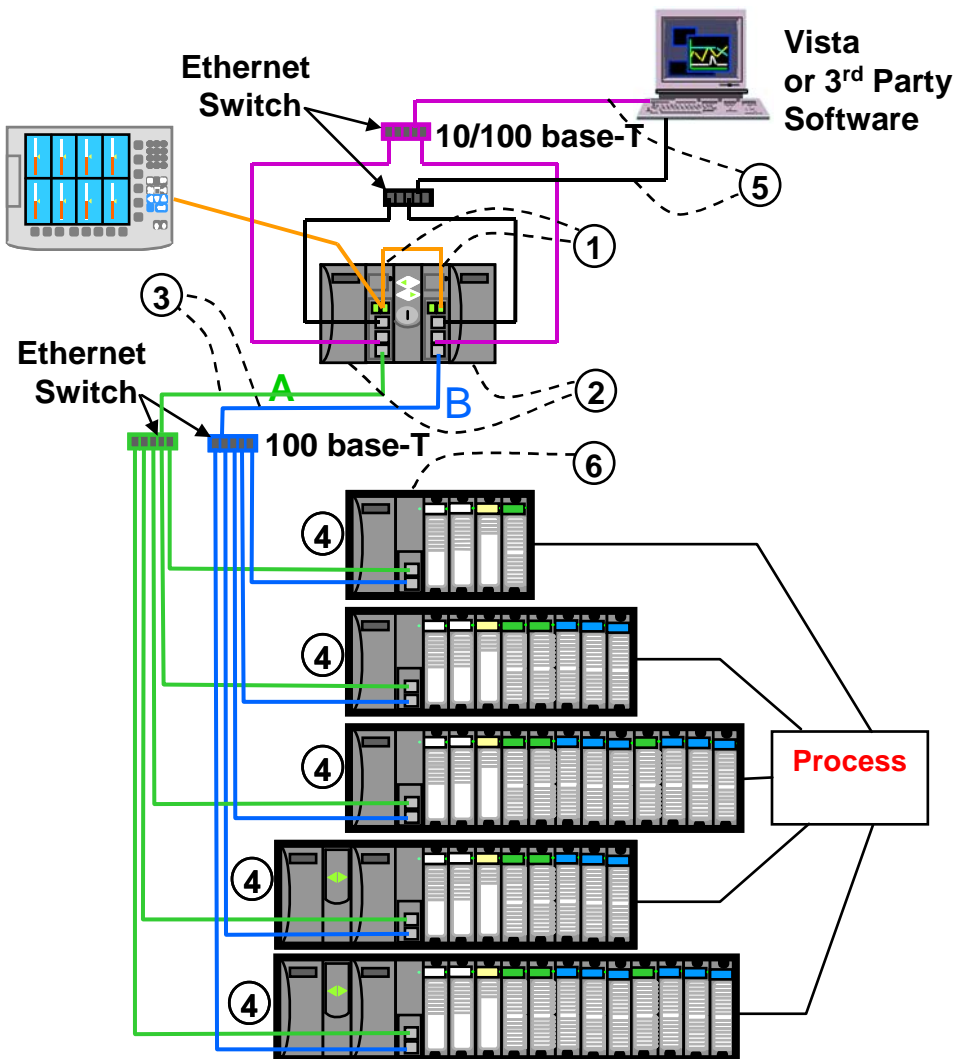 Vista
or 3rd Party
Software
Ethernet
Switch
10/100 base-T
5
1
3
Ethernet
Switch
A
B
2
100 base-T
6
4
4
4
Process
4
4